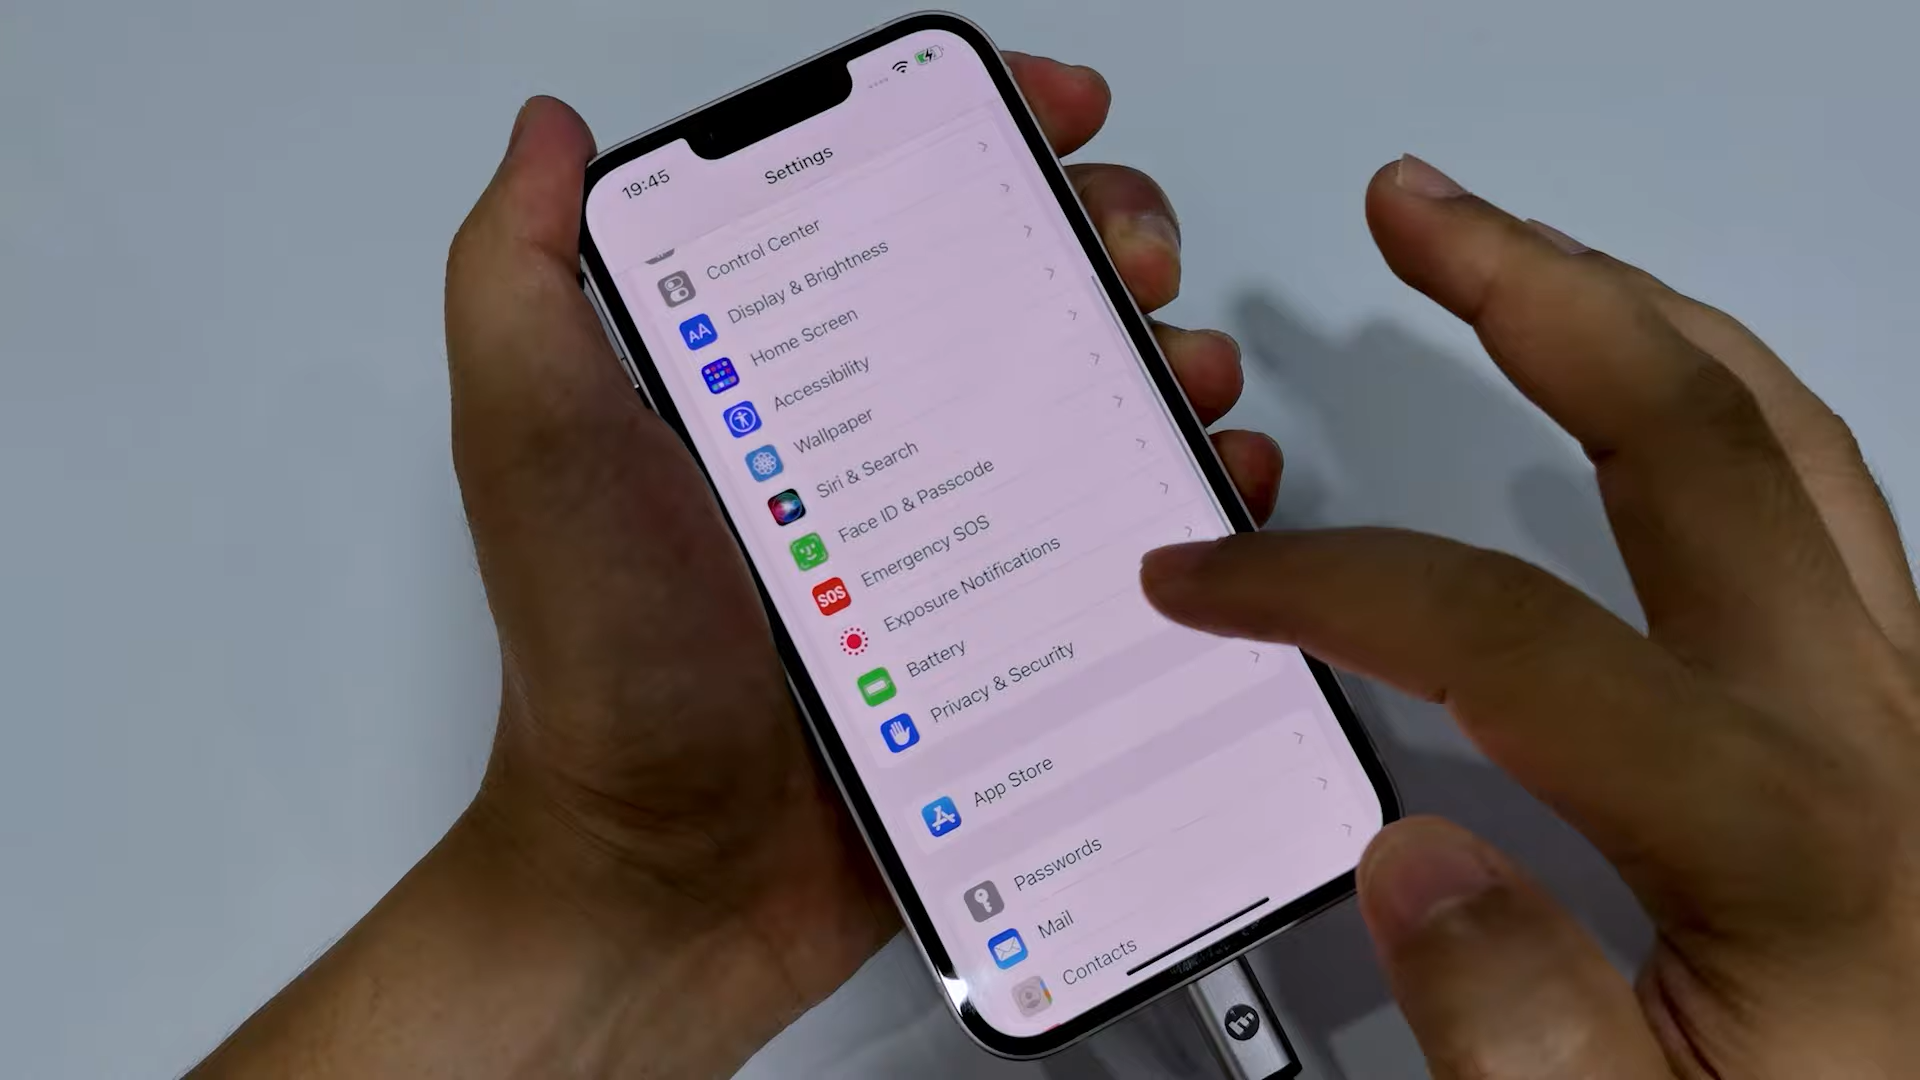 19:45
Settings
Control Center
AA
Display & Brightness
Home Screen
Accessibility
Wallpaper
Siri & Search
Face ID & Passcode
SOS
Emergency SOS
Exposure Notifications
Battery
Privacy & Security
App Store
Passwords
Mail
Contacts